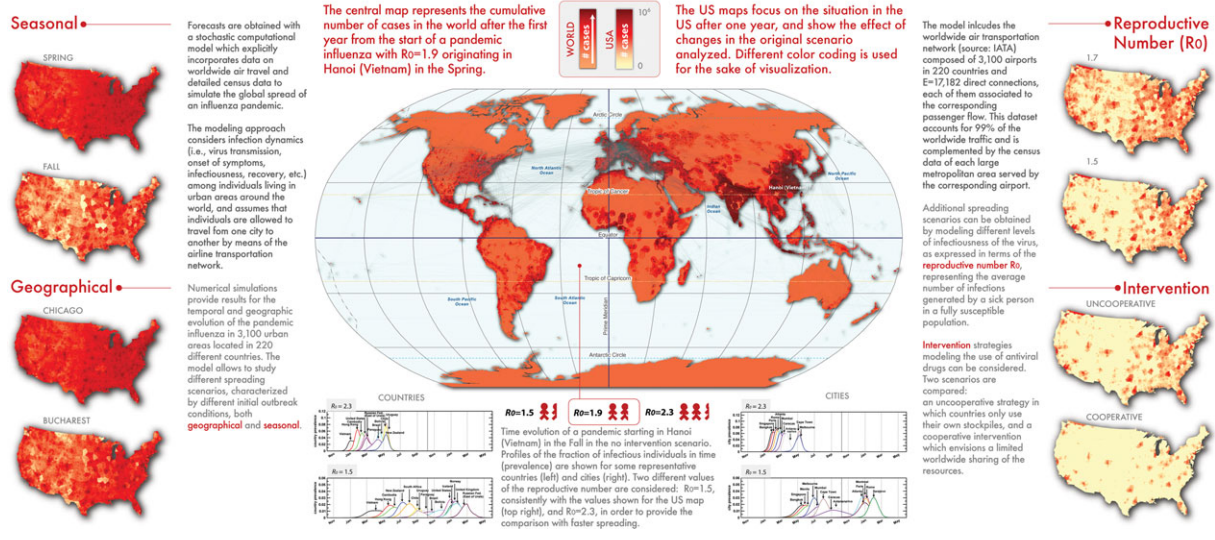 Seasonal
SPRING
FALL
Geographical
CHICAGO
BUCHAREST
Forecasts are obtained with
a stochastic computational
model which explicitly
incorporates data on
worldwide air travel and
detailed census data to
simulate the global spread of
an influenza pandemic.
The modeling approach
considers infection dynamics
(i.e., virus transmission,
onset of symptoms,
infectiousness, recovery, etc.)
among individuals living in
urban areas around the
world, and assumes that
individuals are allowed to
travel fom one city to
another by means of the
airline transportation
network.
Numerical simulations
provide results for the
temporal and geographic
evolution of the pandemic
influenza in 3,100 urban
areas located in 220
different countries. The
model allows to study
different spreading
scenarios, characterized
by different initial outbreak
conditions, both
geographical and seasonal.
The central map represents the cumulative
number of cases in the world after the first
year from the start of a pandemic
influenza with R0=1.9 originating in
Hanoi (Vietnam) in the Spring.
WORLD
# cases
USA
# cases
10⁴
0
The US maps focus on the situation in the
US after one year, and show the effect of
changes in the original scenario
analyzed. Different color coding is used
for the sake of visualization.
Arctic Circle
North Atlantic
Ocean
North Pacific
Ocean
Tropic of Cancer
Hanoi (Vietnam)
Indian
Ocean
Equator
Tropic of Capricorn
South Pacific
Ocean
South Atlantic
Ocean
Prime Meridian
Antarctic Circle
COUNTRIES
R0 = 2.3
R0 = 1.5
R0=1.5
R0=1.9
R0=2.3
Time evolution of a pandemic starting in Hanoi
(Vietnam) in the Fall in the no intervention scenario.
Profiles of the fraction of infectious individuals in time
(prevalence) are shown for some representative
countries (left) and cities (right). Two different values
of the reproductive number are considered: R0=1.5,
consistently with the values shown for the US map
(top right), and R0=2.3, in order to provide the
comparison with faster spreading.
CITIES
R0 = 2.3
R0 = 1.5
The model inlcudes the
worldwide air transportation
network (source: IATA)
composed of 3,100 airports
in 220 countries and
E=17,182 direct connections,
each of them associated to
the corresponding
passenger flow. This dataset
accounts for 99% of the
worldwide traffic and is
complemented by the census
data of each large
metropolitan area served by
the corresponding airport.
Additional spreading
scenarios can be obtained
by modeling different levels
of infectiousness of the virus,
as expressed in terms of the
reproductive number R0,
representing the average
number of infections
generated by a sick person
in a fully susceptible
population.
Intervention strategies
modeling the use of antiviral
drugs can be considered.
Two scenarios are
compared:
an uncooperative strategy in
which countries only use
their own stockpiles, and a
cooperative intervention
which envisions a limited
worldwide sharing of the
resources.
Reproductive
Number (R0)
1.7
1.5
Intervention
UNCOOPERATIVE
COOPERATIVE